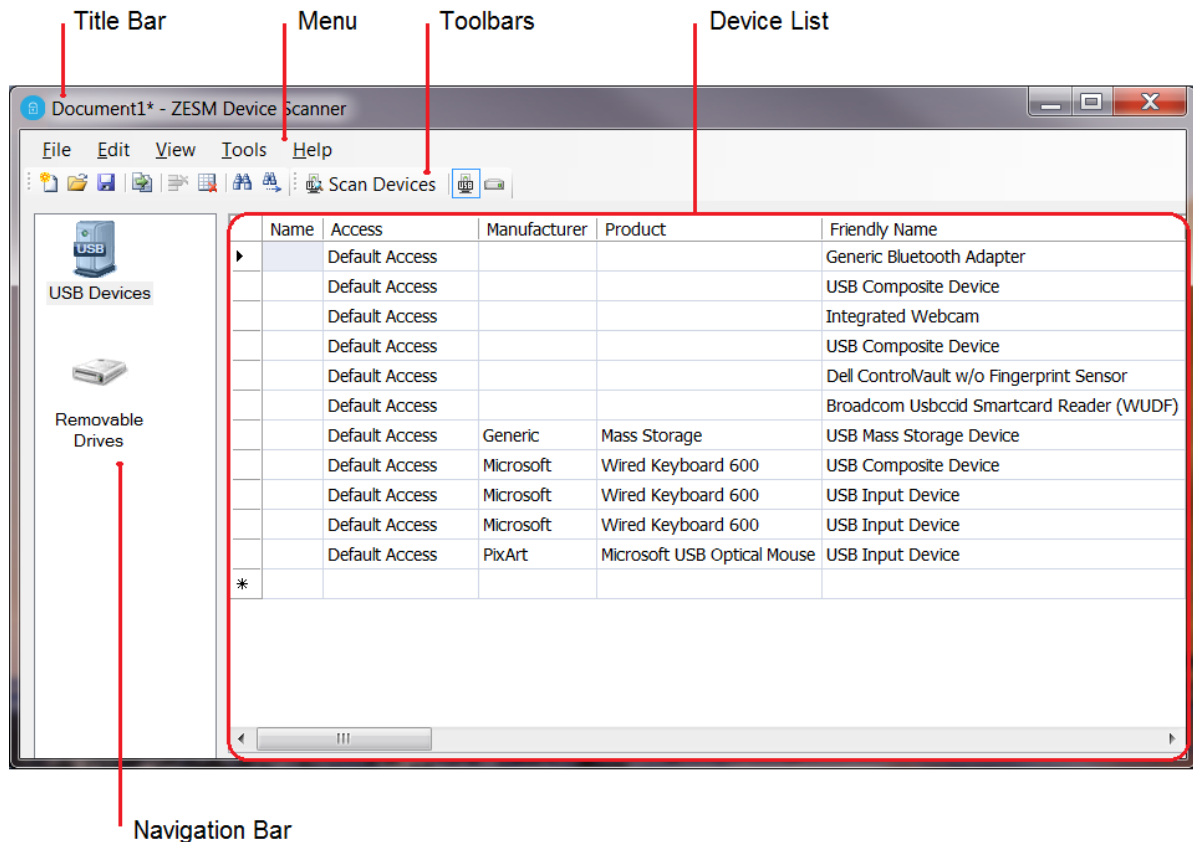 Title Bar Menu Toolbars Device List
Document1* - ZESM Device Scanner
File Edit View Tools Help
Scan Devices
USB
USB Devices
Removable
Drives
Name Access Manufacturer Product Friendly Name
Default Access Generic Bluetooth Adapter
Default Access USB Composite Device
Default Access Integrated Webcam
Default Access USB Composite Device
Default Access Dell ControlVault w/o Fingerprint Sensor
Default Access Broadcom Usbccid Smartcard Reader (WUDF)
Default Access Generic Mass Storage USB Mass Storage Device
Default Access Microsoft Wired Keyboard 600 USB Composite Device
Default Access Microsoft Wired Keyboard 600 USB Input Device
Default Access Microsoft Wired Keyboard 600 USB Input Device
Default Access PixArt Microsoft USB Optical Mouse USB Input Device
Navigation Bar